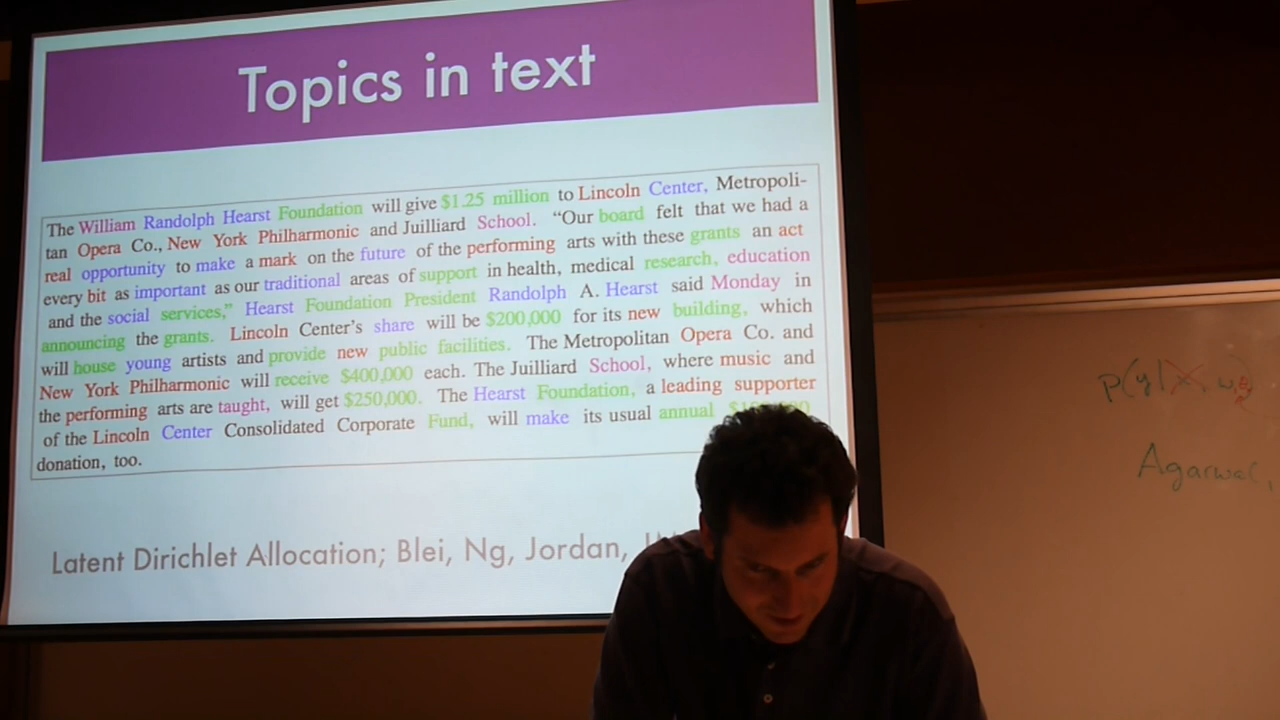 Topics in text
The William Randolph Hearst Foundation will give $1.25 million to Lincoln Center, Metropoli-
tan Opera Co., New York Philharmonic and Juilliard School. “Our board felt that we had a
real opportunity to make a mark on the future of the performing arts with these grants an act
every bit as important as our traditional areas of support in health, medical research, education
and the social services,” Hearst Foundation President Randolph A. Hearst said Monday in
announcing the grants. Lincoln Center’s share will be $200,000 for its new building, which
will house young artists and provide new public facilities. The Metropolitan Opera Co. and
New York Philharmonic will receive $400,000 each. The Juilliard School, where music and
the performing arts are taught, will get $250,000. The Hearst Foundation, a leading supporter
of the Lincoln Center Consolidated Corporate Fund, will make its usual annual
donation, too.
Latent Dirichlet Allocation; Blei, Ng, Jordan,
Agarwal,